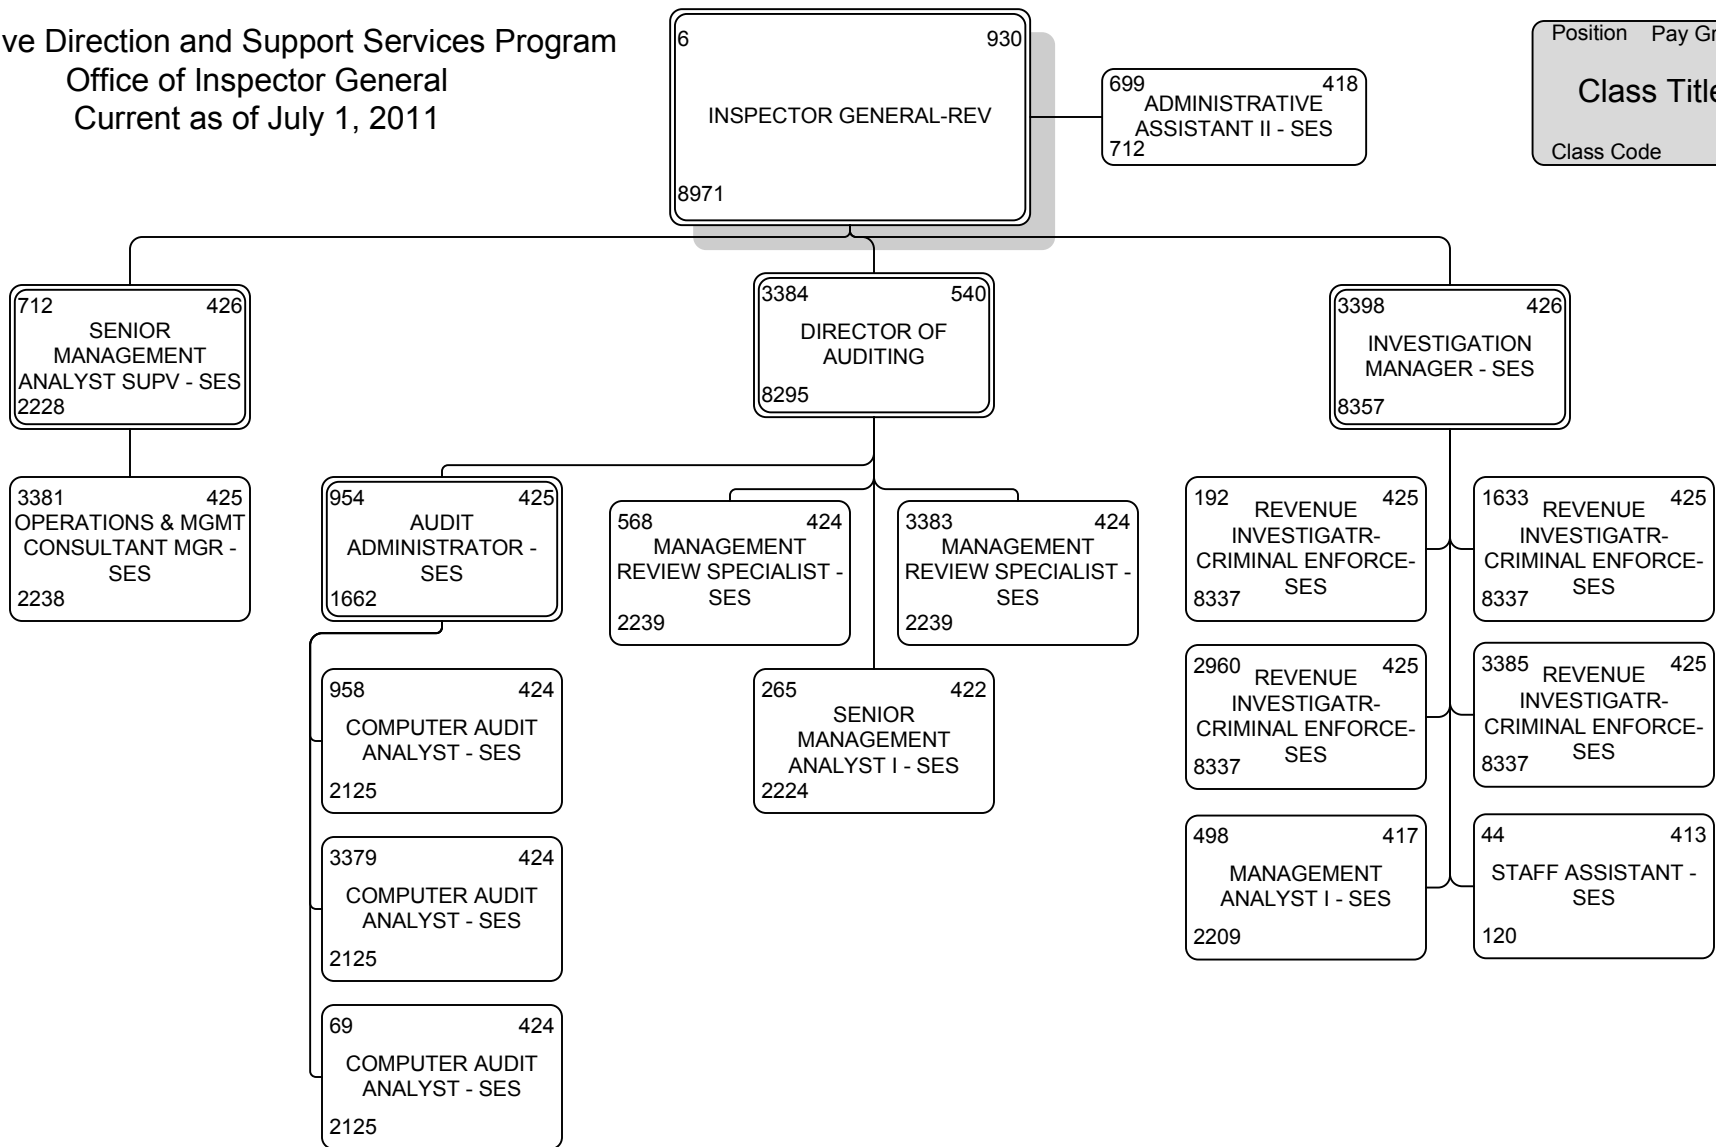 ve Direction and Support Services Program
Office of Inspector General
Current as of July 1, 2011
6 930
INSPECTOR GENERAL-REV
8971
699 418
ADMINISTRATIVE
ASSISTANT II - SES
712
Position Pay Gr
Class Title
Class Code
712 426
SENIOR
MANAGEMENT
ANALYST SUPV - SES
2228
3384 540
DIRECTOR OF
AUDITING
8295
3398 426
INVESTIGATION
MANAGER - SES
8357
3381 425
OPERATIONS & MGMT
CONSULTANT MGR -
SES
2238
954 425
AUDIT
ADMINISTRATOR -
SES
1662
568 424
MANAGEMENT
REVIEW SPECIALIST -
SES
2239
3383 424
MANAGEMENT
REVIEW SPECIALIST -
SES
2239
192 425
REVENUE
INVESTIGATR-
CRIMINAL ENFORCE-
SES
8337
1633 425
REVENUE
INVESTIGATR-
CRIMINAL ENFORCE-
SES
8337
958 424
COMPUTER AUDIT
ANALYST - SES
2125
265 422
SENIOR
MANAGEMENT
ANALYST I - SES
2224
2960 425
REVENUE
INVESTIGATR-
CRIMINAL ENFORCE-
SES
8337
3385 425
REVENUE
INVESTIGATR-
CRIMINAL ENFORCE-
SES
8337
3379 424
COMPUTER AUDIT
ANALYST - SES
2125
498 417
MANAGEMENT
ANALYST I - SES
2209
44 413
STAFF ASSISTANT -
SES
120
69 424
COMPUTER AUDIT
ANALYST - SES
2125